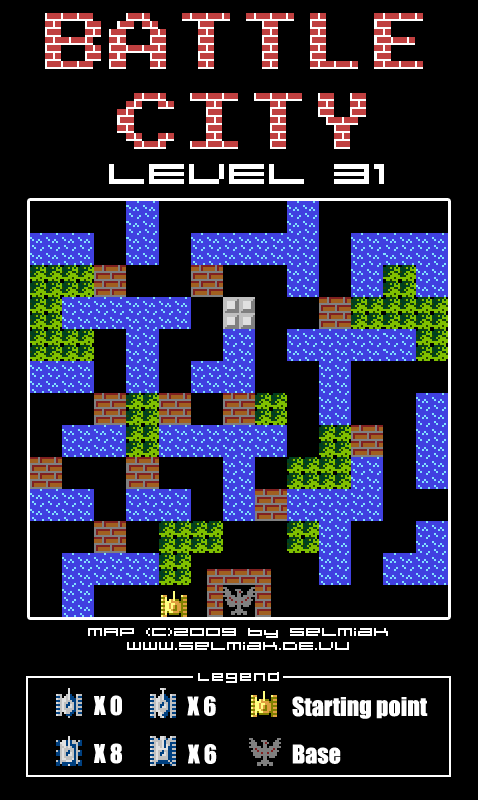 BATTLE
CITY
LEVEL 31
MAP (C)2009 by SELMIAK
WWW.SELMIAK.DE.VU
Legend
X 0 X 6 Starting point
X 8 X 6 Base